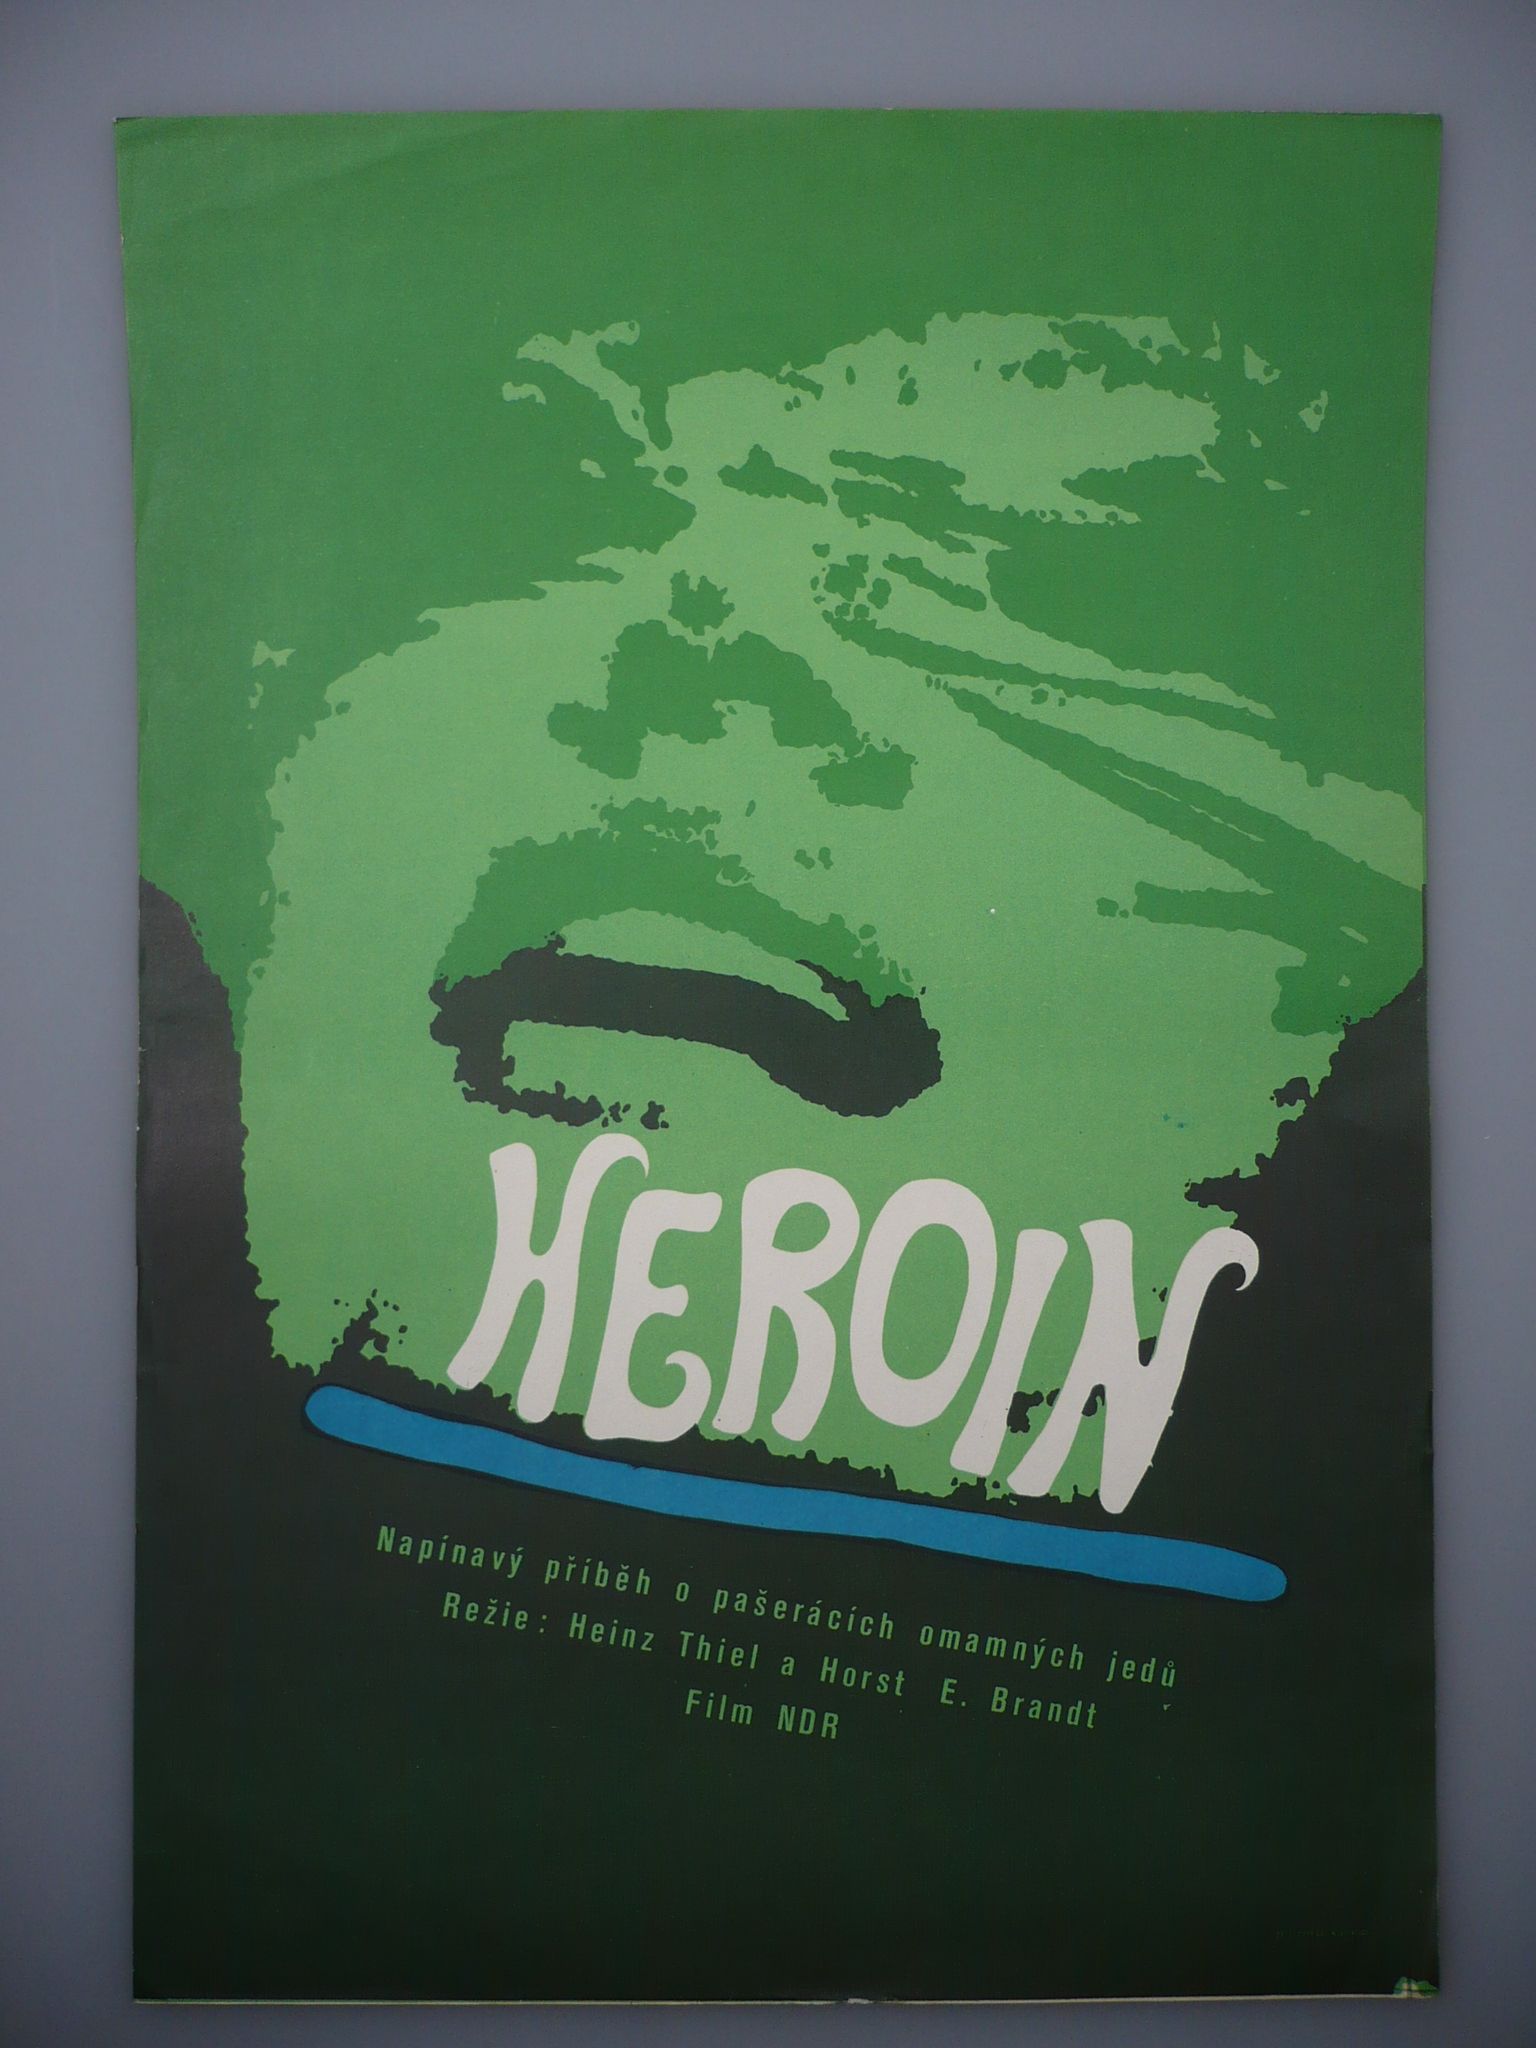 HEROIN
Napínavý příběh o pašerácích omamných jedů
Režie: Heinz Thiel a Horst E. Brandt
Film NDR